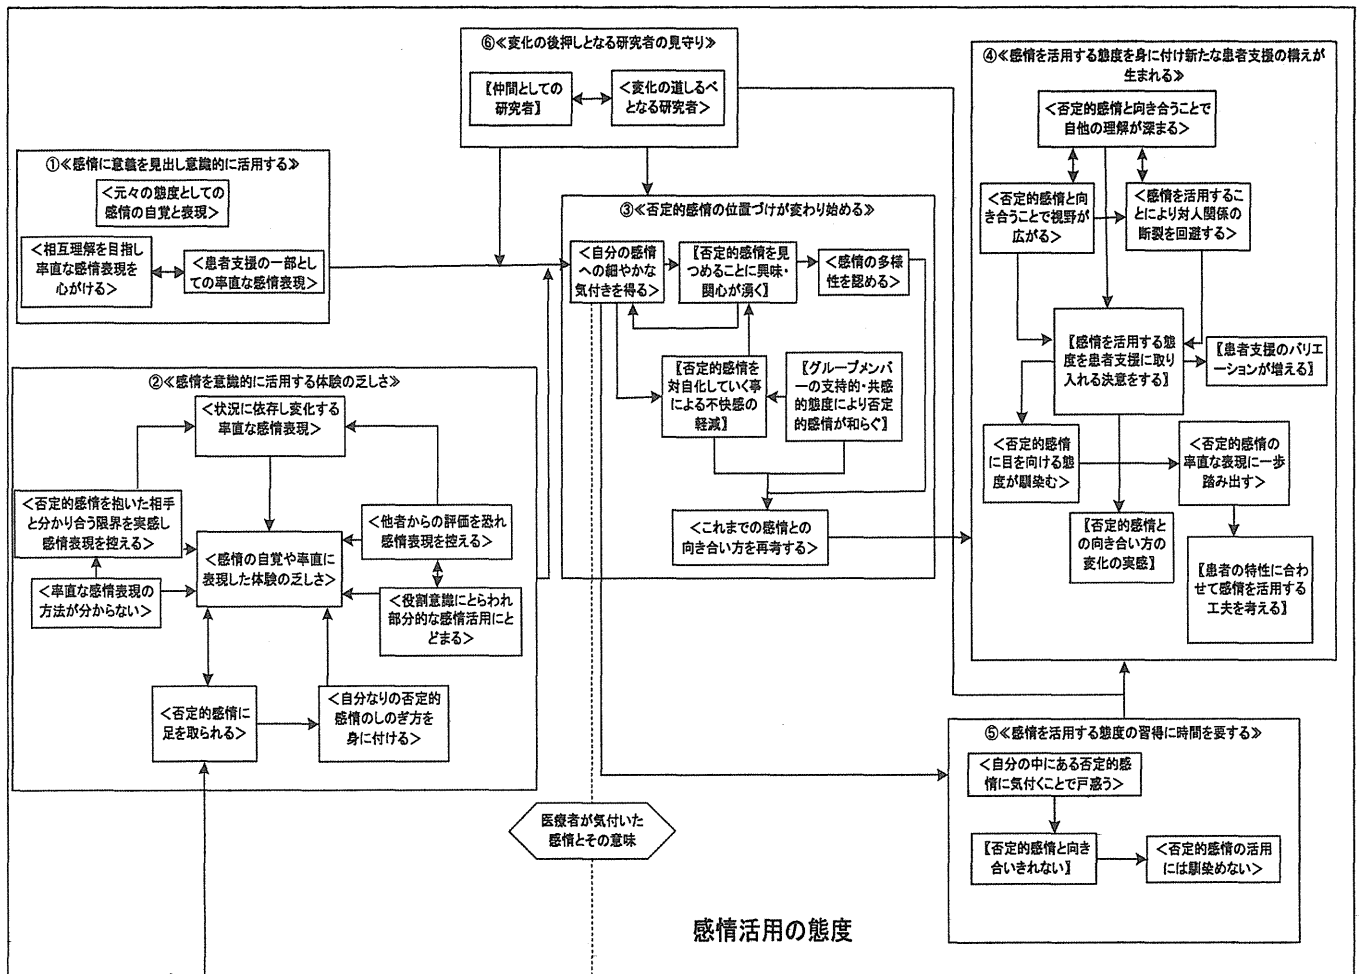 ⑥≪変化の後押しとなる研究者の見守り≫
〖仲間としての
研究者〗
＜変化の道しるべ
となる研究者＞
①≪感情に意義を見出し意識的に活用する≫
＜元々の態度としての
感情の自覚と表現＞
＜相互理解を目指し
率直な感情表現を
心がける＞
＜患者支援の一部とし
ての率直な感情表現＞
②≪感情を意識的に活用する体験の乏しさ≫
＜状況に依存し変化する
率直な感情表現＞
＜否定的感情を抱いた相手
と分かり合う限界を実感し
感情表現を控える＞
＜他者からの評価を恐れ
感情表現を控える＞
＜感情の自覚や率直に
表現した体験の乏しさ＞
＜率直な感情表現の
方法が分からない＞
＜役割意識にとらわれ
部分的な感情活用にと
どまる＞
＜否定的感情に
足を取られる＞
＜自分なりの否定的
感情のしのぎ方を
身に付ける＞
③≪否定的感情の位置づけが変わり始める≫
＜自分の感情
への細やかな
気付きを得る＞
〖否定的感情を見
つめることに興味・
関心が湧く〗
＜感情の多様
性を認める＞
〖否定的感情を
対自化していく事
による不快感の
軽減〗
〖グループメンバ
ーの支持的・共感
的態度により否定
的感情が和らぐ〗
＜これまでの感情との
向き合い方を再考する＞
④≪感情を活用する態度を身に付け新たな患者支援の構えが
生まれる≫
＜否定的感情と向き合うことで
自他の理解が深まる＞
＜否定的感情と向
き合うことで視野が
広がる＞
＜感情を活用するこ
とにより対人関係の
断裂を回避する＞
〖感情を活用する態
度を患者支援に取り
入れる決意をする〗
〖患者支援のバリエ
ーションが増える〗
＜否定的感情
に目を向ける態
度が馴染む＞
＜否定的感情の
率直な表現に一歩
踏み出す＞
〖否定的感情と
の向き合い方の
変化の実感〗
〖患者の特性に合わ
せて感情を活用する
工夫を考える〗
⑤≪感情を活用する態度の習得に時間を要する≫
＜自分の中にある否定的感
情に気付くことで戸惑う＞
〖否定的感情と向き
合いきれない〗
＜否定的感情の活用
には馴染めない＞
医療者が気付いた
感情とその意味
感情活用の態度